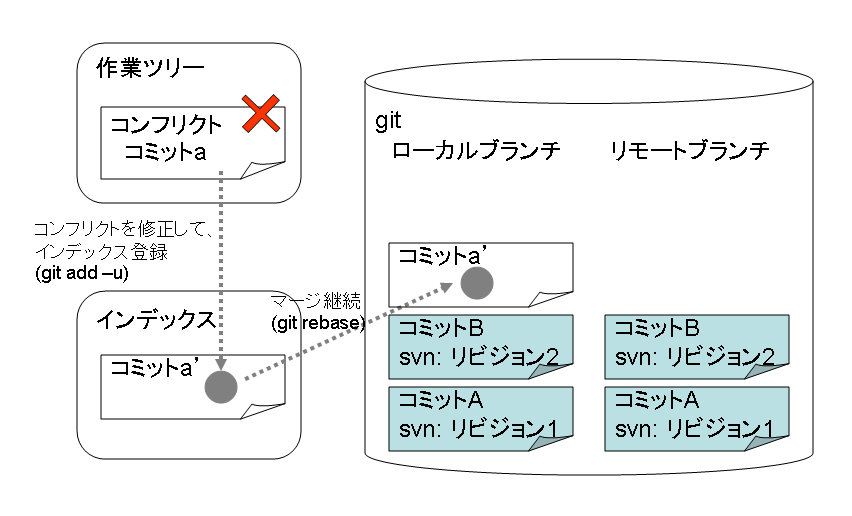 作業ツリー
コンフリクト
コミットa
コンフリクトを修正して、
インデックス登録
(git add –u)
インデックス
コミットa’
マージ継続
(git rebase)
git
ローカルブランチ
リモートブランチ
コミットa’
コミットB
svn: リビジョン2
コミットA
svn: リビジョン1
コミットB
svn: リビジョン2
コミットA
svn: リビジョン1